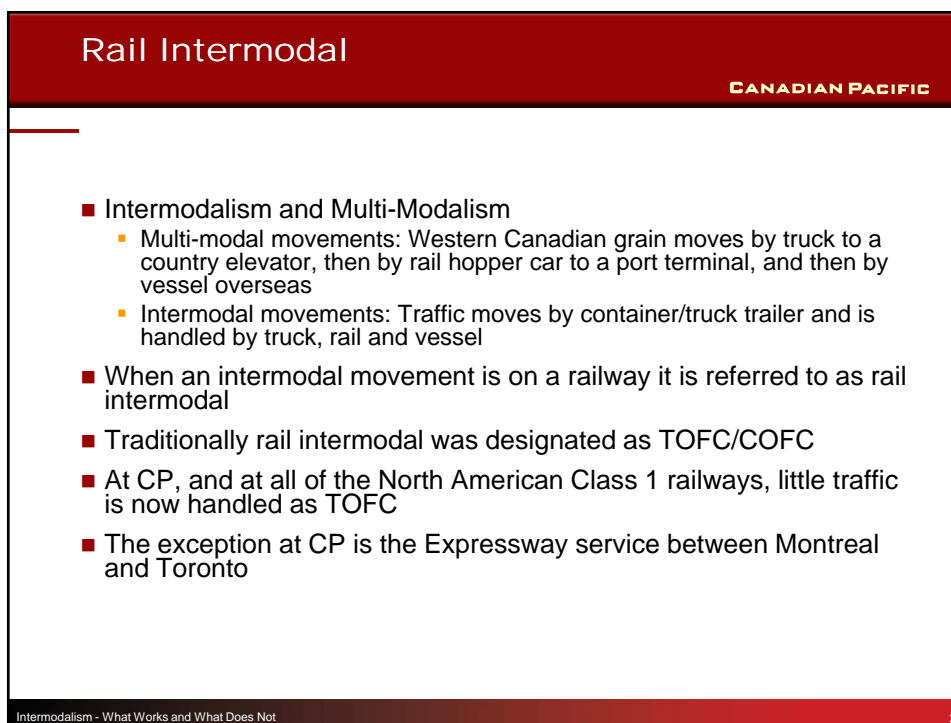 Rail Intermodal
CANADIAN PACIFIC
Intermodalism and Multi-Modalism
Multi-modal movements: Western Canadian grain moves by truck to a
country elevator, then by rail hopper car to a port terminal, and then by
vessel overseas
Intermodal movements: Traffic moves by container/truck trailer and is
handled by truck, rail and vessel
When an intermodal movement is on a railway it is referred to as rail
intermodal
Traditionally rail intermodal was designated as TOFC/COFC
At CP, and at all of the North American Class 1 railways, little traffic
is now handled as TOFC
The exception at CP is the Expressway service between Montreal
and Toronto
Intermodalism - What Works and What Does Not